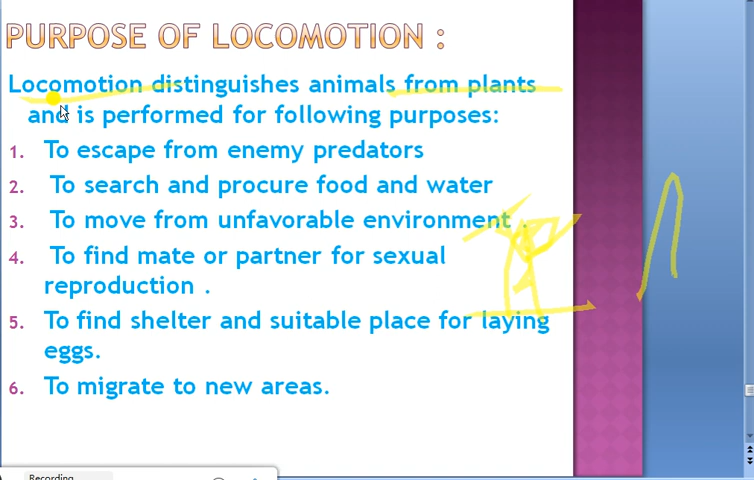 PURPOSE OF LOCOMOTION :
Locomotion distinguishes animals from plants
and is performed for following purposes:
1. To escape from enemy predators
2. To search and procure food and water
3. To move from unfavorable environment .
4. To find mate or partner for sexual
reproduction .
5. To find shelter and suitable place for laying
eggs.
6. To migrate to new areas.
Recording